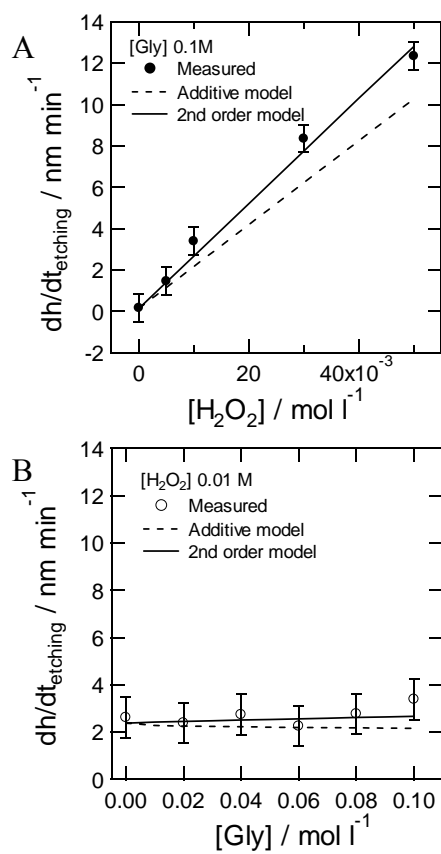 A
[Gly] 0.1M
Measured
Additive model
2nd order model
14
12
10
8
6
4
2
0
-2
dh/dt_etching / nm min⁻¹
0
20
40x10⁻³
[H₂O₂] / mol l⁻¹
B
[H₂O₂] 0.01 M
Measured
Additive model
2nd order model
14
12
10
8
6
4
2
0
dh/dt_etching / nm min⁻¹
0.00
0.02
0.04
0.06
0.08
0.10
[Gly] / mol l⁻¹